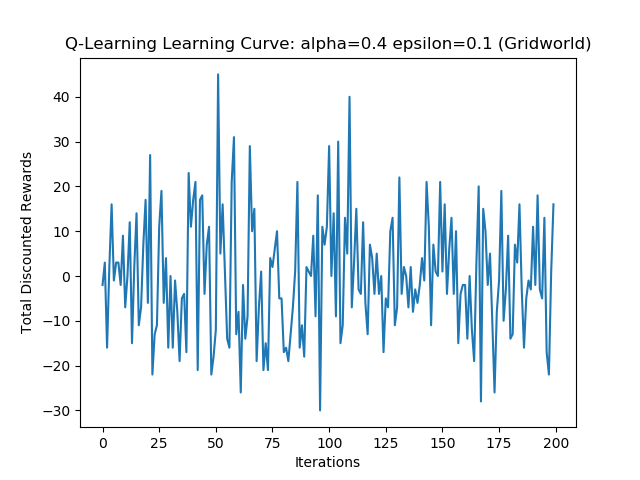 Q-Learning Learning Curve: alpha=0.4 epsilon=0.1 (Gridworld)
Total Discounted Rewards
40
30
20
10
0
−10
−20
−30
0 25 50 75 100 125 150 175 200
Iterations